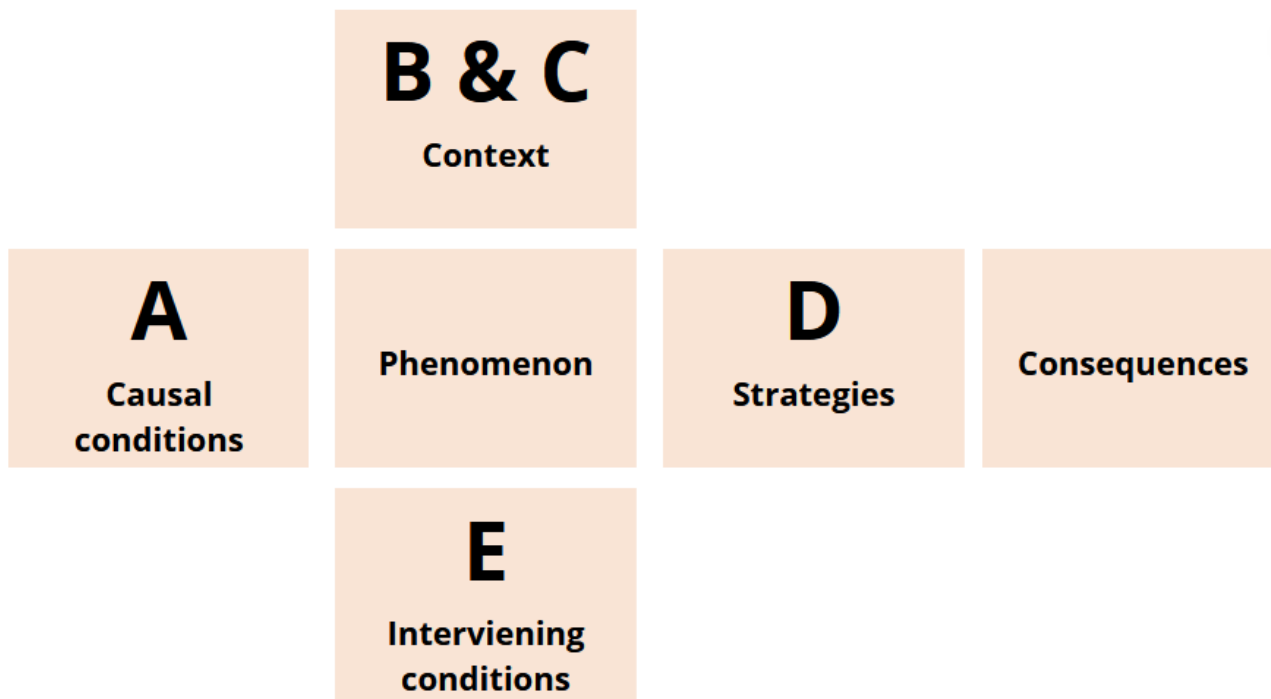 B & C
Context
A
Causal
conditions
Phenomenon
D
Strategies
Consequences
E
Interviening
conditions